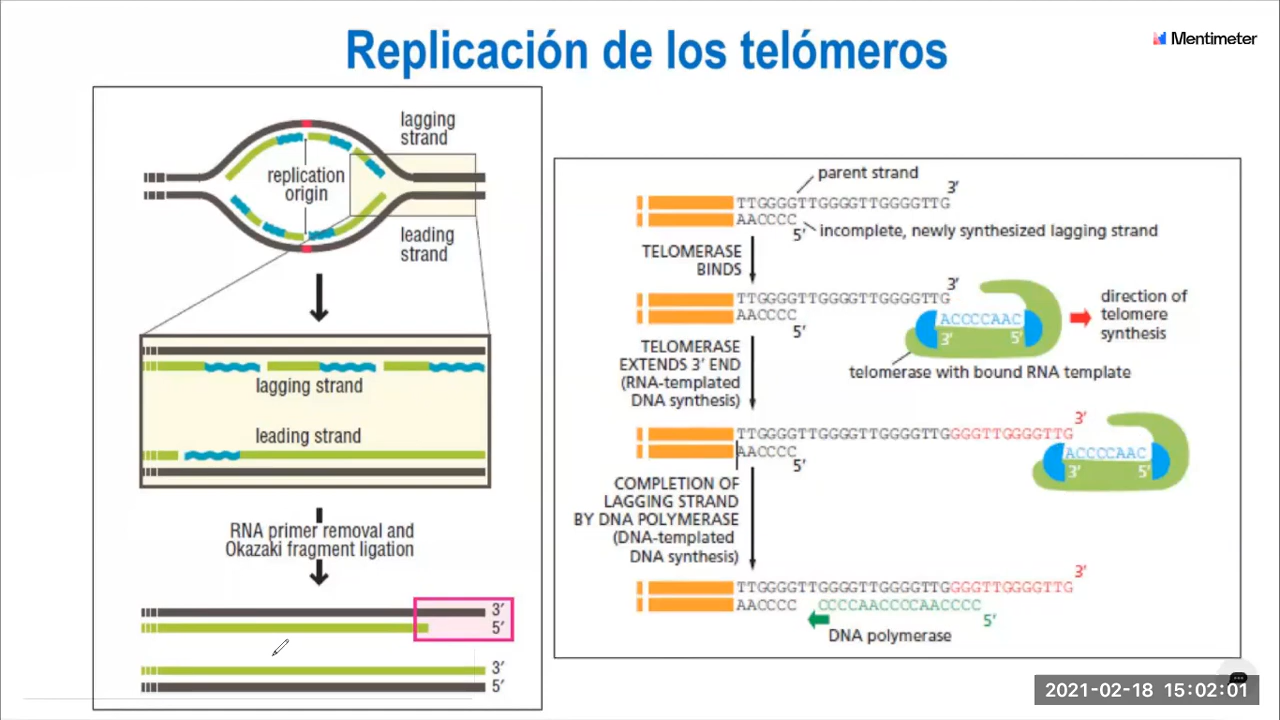 Replicación de los telómeros
Mentimeter
lagging
strand
replication
origin
leading
strand
lagging strand
leading strand
RNA primer removal and
Okazaki fragment ligation
3′
5′
3′
5′
parent strand
3′
TTGGGGTTGGGGTTGGGGTTG
AACCCC
5′
incomplete, newly synthesized lagging strand
TELOMERASE
BINDS
3′
TTGGGGTTGGGGTTGGGGTTG
AACCCC
5′
ACCCCAAC
3′ 5′
direction of
telomere
synthesis
telomerase with bound RNA template
TELOMERASE
EXTENDS 3′ END
(RNA-templated
DNA synthesis)
3′
TTGGGGTTGGGGTTGGGGTTGGGGTTGGGGTTG
AACCCC
5′
ACCCCAAC
3′ 5′
COMPLETION OF
LAGGING STRAND
BY DNA POLYMERASE
(DNA-templated
DNA synthesis)
3′
TTGGGGTTGGGGTTGGGGTTGGGGTTGGGGTTG
AACCCC CCCCAACCCCAACCCC
5′
DNA polymerase
2021-02-18 15:02:01